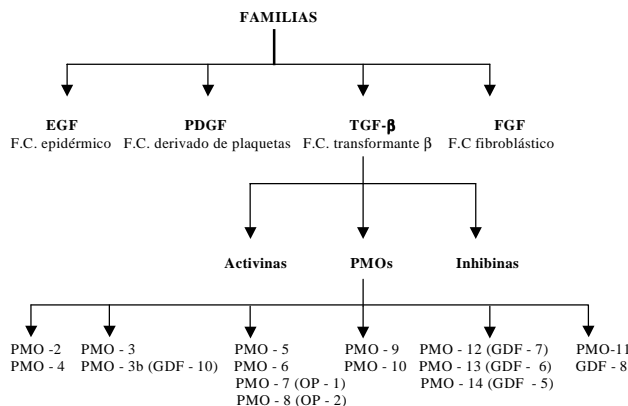 FAMILIAS
EGF PDGF TGF-β FGF
F.C. epidérmico F.C. derivado de plaquetas F.C. transformante β F.C fibroblástico
Activinas PMOs Inhibinas
PMO -2 PMO - 3 PMO - 5 PMO - 9 PMO - 12 (GDF - 7) PMO-11
PMO - 4 PMO - 3b (GDF - 10) PMO - 6 PMO - 10 PMO - 13 (GDF - 6) GDF - 8
PMO - 7 (OP - 1) PMO - 14 (GDF - 5)
PMO - 8 (OP - 2)